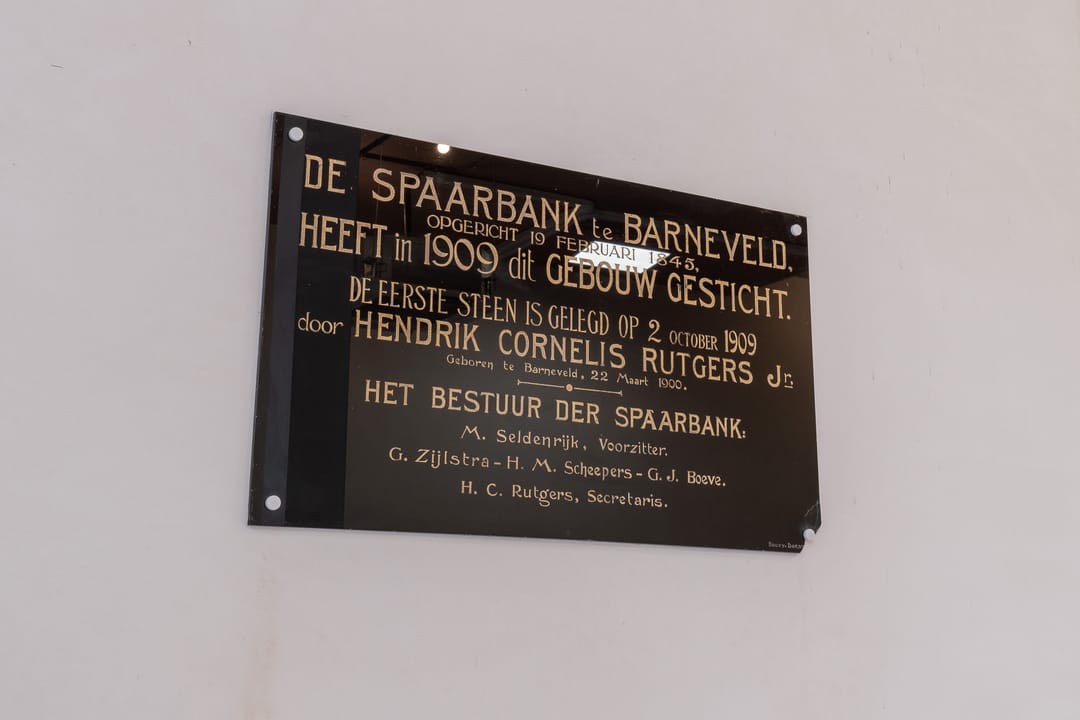 DE SPAARBANK te BARNEVELD,
OPGERICHT 19 FEBRUARI 1845,
HEEFT in 1909 dit GEBOUW GESTICHT.
DE EERSTE STEEN IS GELEGD OP 2 OCTOBER 1909
door HENDRIK CORNELIS RUTGERS Jr.
Geboren te Barneveld, 22 Maart 1900.
HET BESTUUR DER SPAARBANK:
M. Seldenrijk, Voorzitter.
G. Zijlstra - H. M. Scheepers - G. J. Boeve.
H. C. Rutgers, Secretaris.